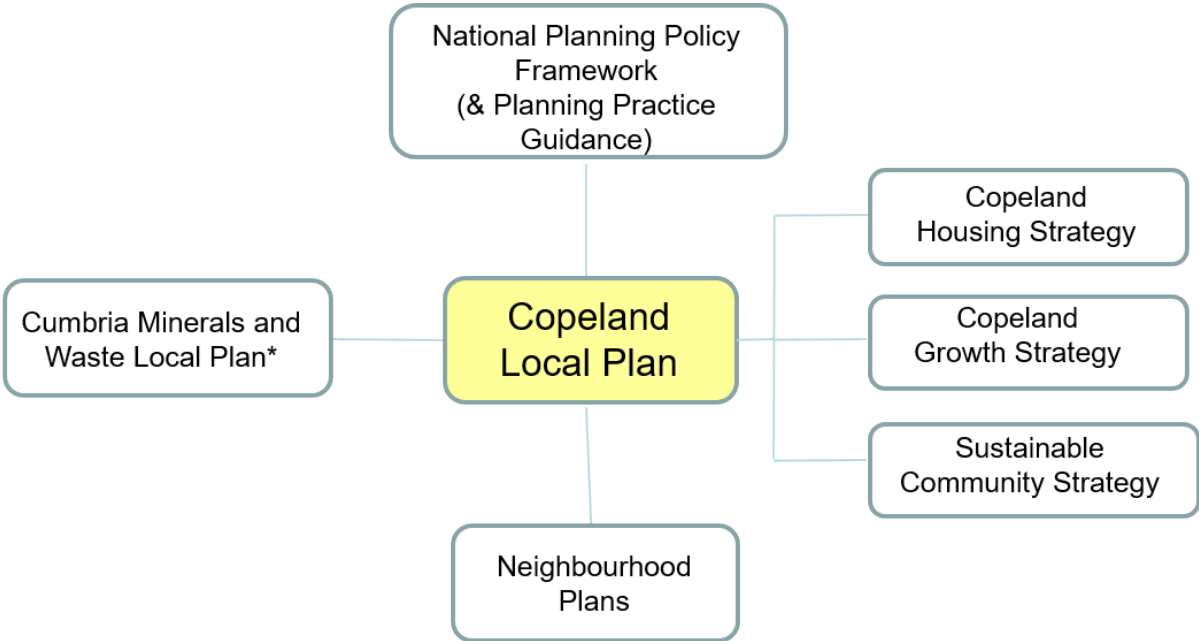 National Planning Policy
Framework
(& Planning Practice
Guidance)
Copeland
Housing Strategy
Cumbria Minerals and
Waste Local Plan*
Copeland
Local Plan
Copeland
Growth Strategy
Sustainable
Community Strategy
Neighbourhood
Plans